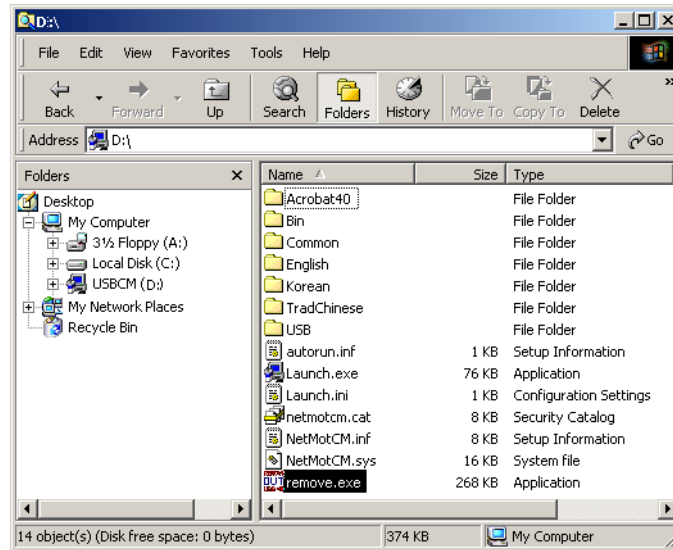 D:\
File Edit View Favorites Tools Help
Back Forward Up Search Folders History Move To Copy To Delete »
Address D:\ Go
Folders x
Desktop
My Computer
3½ Floppy (A:)
Local Disk (C:)
USBCM (D:)
My Network Places
Recycle Bin
Name Size Type
Acrobat40 File Folder
Bin File Folder
Common File Folder
English File Folder
Korean File Folder
TradChinese File Folder
USB File Folder
autorun.inf 1 KB Setup Information
Launch.exe 76 KB Application
Launch.ini 1 KB Configuration Settings
netmotcm.cat 8 KB Security Catalog
NetMotCM.inf 8 KB Setup Information
NetMotCM.sys 16 KB System file
remove.exe 268 KB Application
14 object(s) (Disk free space: 0 bytes) 374 KB My Computer